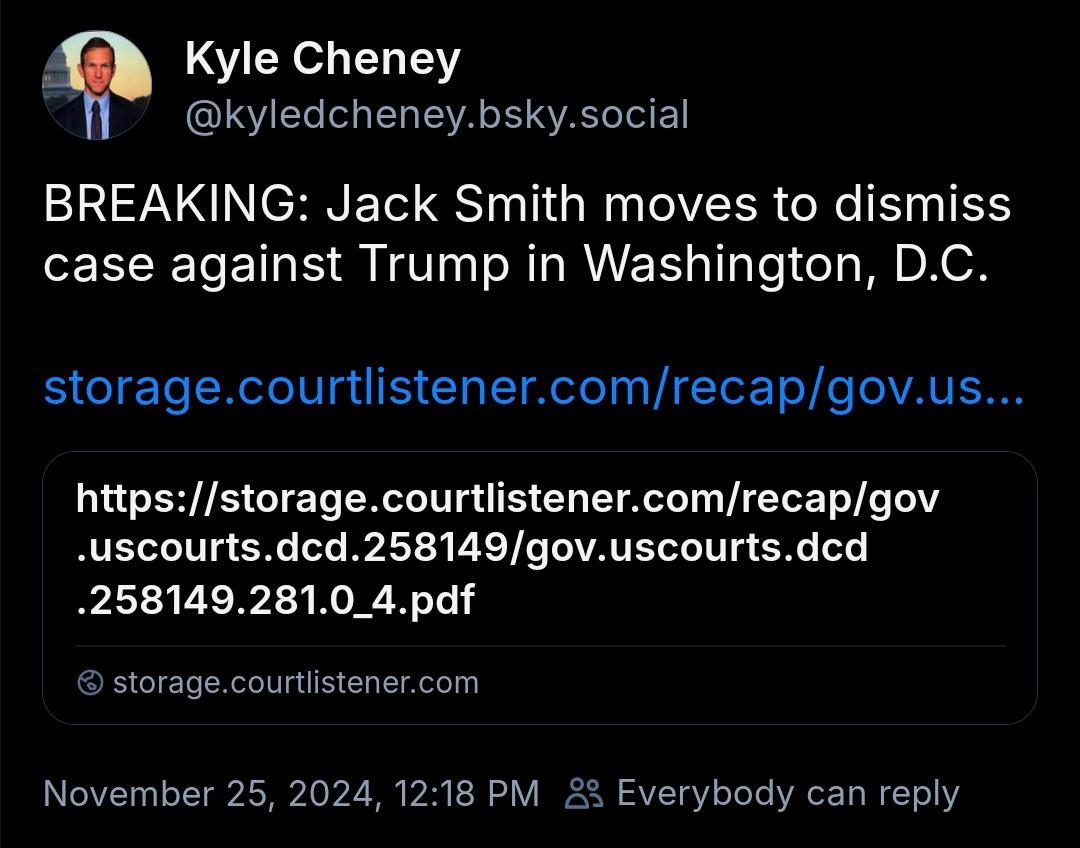 Kyle Cheney
@kyledcheney.bsky.social
BREAKING: Jack Smith moves to dismiss
case against Trump in Washington, D.C.
storage.courtlistener.com/recap/gov.us...
https://storage.courtlistener.com/recap/gov
.uscourts.dcd.258149/gov.uscourts.dcd
.258149.281.0_4.pdf
storage.courtlistener.com
November 25, 2024, 12:18 PM Everybody can reply